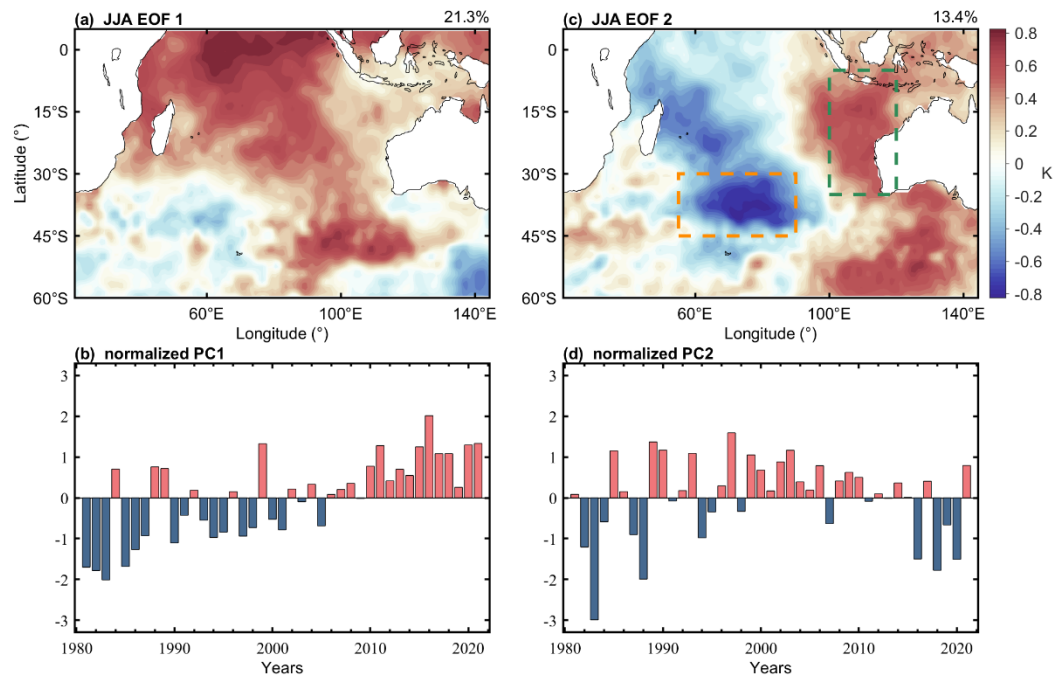 (a) JJA EOF 1 21.3%
0
15°S
30°S
45°S
60°S
Latitude (°)
60°E 100°E 140°E
Longitude (°)
(c) JJA EOF 2 13.4%
0
15°S
30°S
45°S
60°S
60°E 100°E 140°E
Longitude (°)
0.8
0.6
0.4
0.2
0
-0.2
-0.4
-0.6
-0.8
K
(b) normalized PC1
3
2
1
0
-1
-2
-3
1980 1990 2000 2010 2020
Years
(d) normalized PC2
3
2
1
0
-1
-2
-3
1980 1990 2000 2010 2020
Years